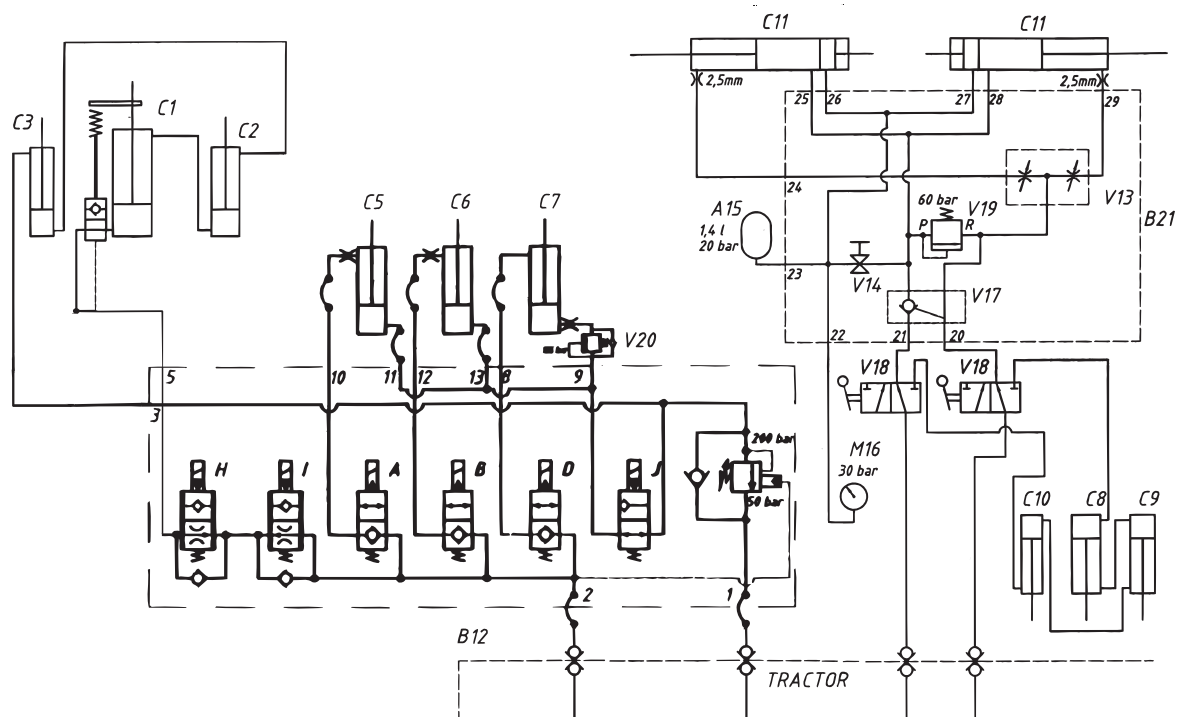 C11
C11
2,5mm
25
26
27
28
2,5mm
29
C3
C1
C2
24
V13
60 bar
V19
P
R
B21
A15
1,4 l
20 bar
C5
C6
C7
23
V14
V17
V20
22
21
20
5
10
11
12
13
8
9
V18
V18
3
200 bar
M16
30 bar
H
I
A
B
D
J
50 bar
C10
C8
C9
2
1
B12
TRACTOR